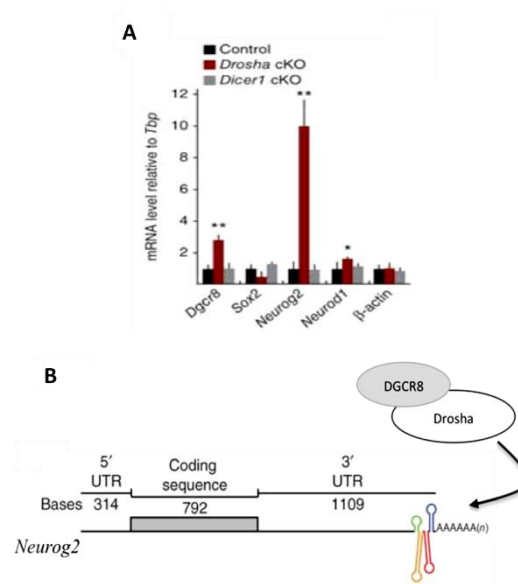 A
Control
Drosha cKO
Dicer1 cKO
mRNA level relative to Tbp
12
10
8
6
4
2
**
**
*
Dgcr8
Sox2
Neurog2
Neurod1
β-actin
B
DGCR8
Drosha
5′
UTR
Coding
sequence
3′
UTR
Bases 314 792 1109
Neurog2
AAAAAA(n)